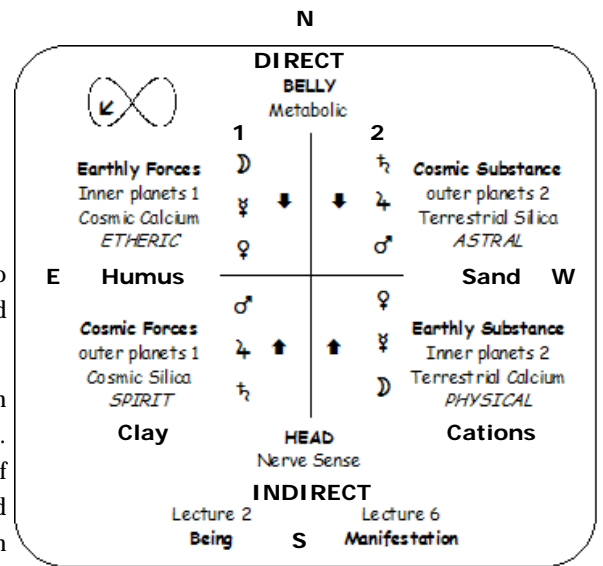 N
DIRECT
BELLY
Metabolic
1 2
☽ ♄
Earthly Forces
Inner planets 1
Cosmic Calcium
ETHERIC
☿
♀
Cosmic Substance
outer planets 2
Terrestrial Silica
ASTRAL
♃
♂
E Humus
Sand W
Cosmic Forces
outer planets 1
Cosmic Silica
SPIRIT
♂
♃
♄
♀
☿
☽
Earthly Substance
Inner planets 2
Terrestrial Calcium
PHYSICAL
Clay
HEAD
Nerve Sense
Cations
INDIRECT
Lecture 2
Being
S
Lecture 6
Manifestation